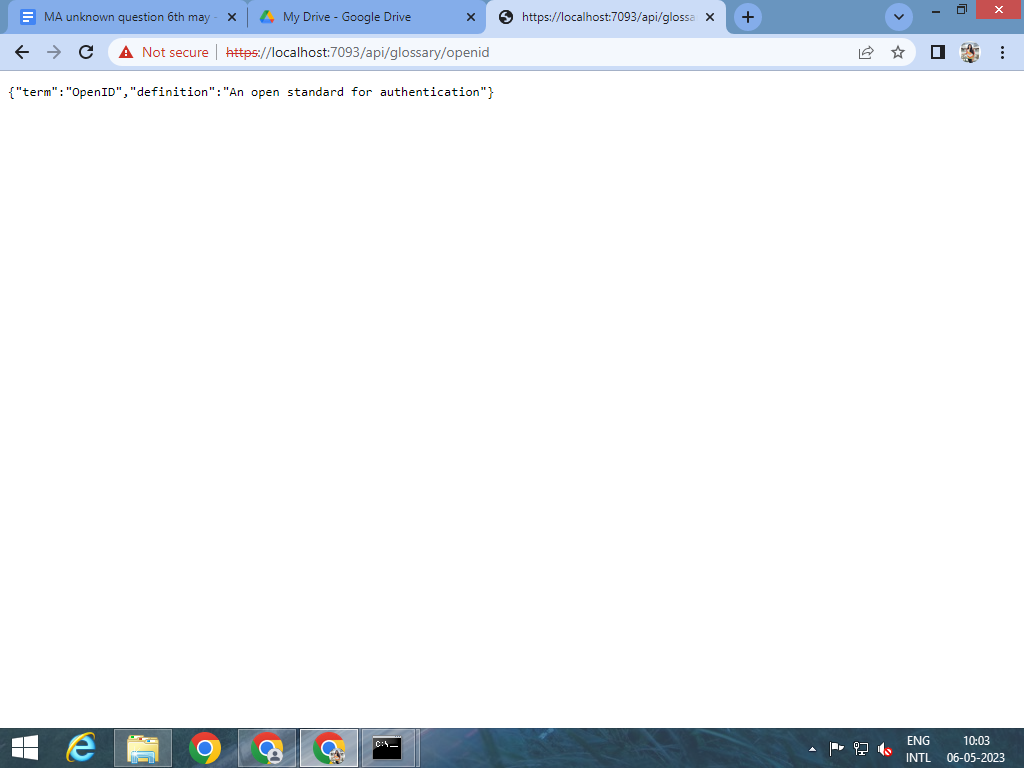 MA unknown question 6th may -
My Drive - Google Drive
https://localhost:7093/api/glossa
Not secure
https://localhost:7093/api/glossary/openid
{"term":"OpenID","definition":"An open standard for authentication"}
C:\._
ENG
INTL
10:03
06-05-2023